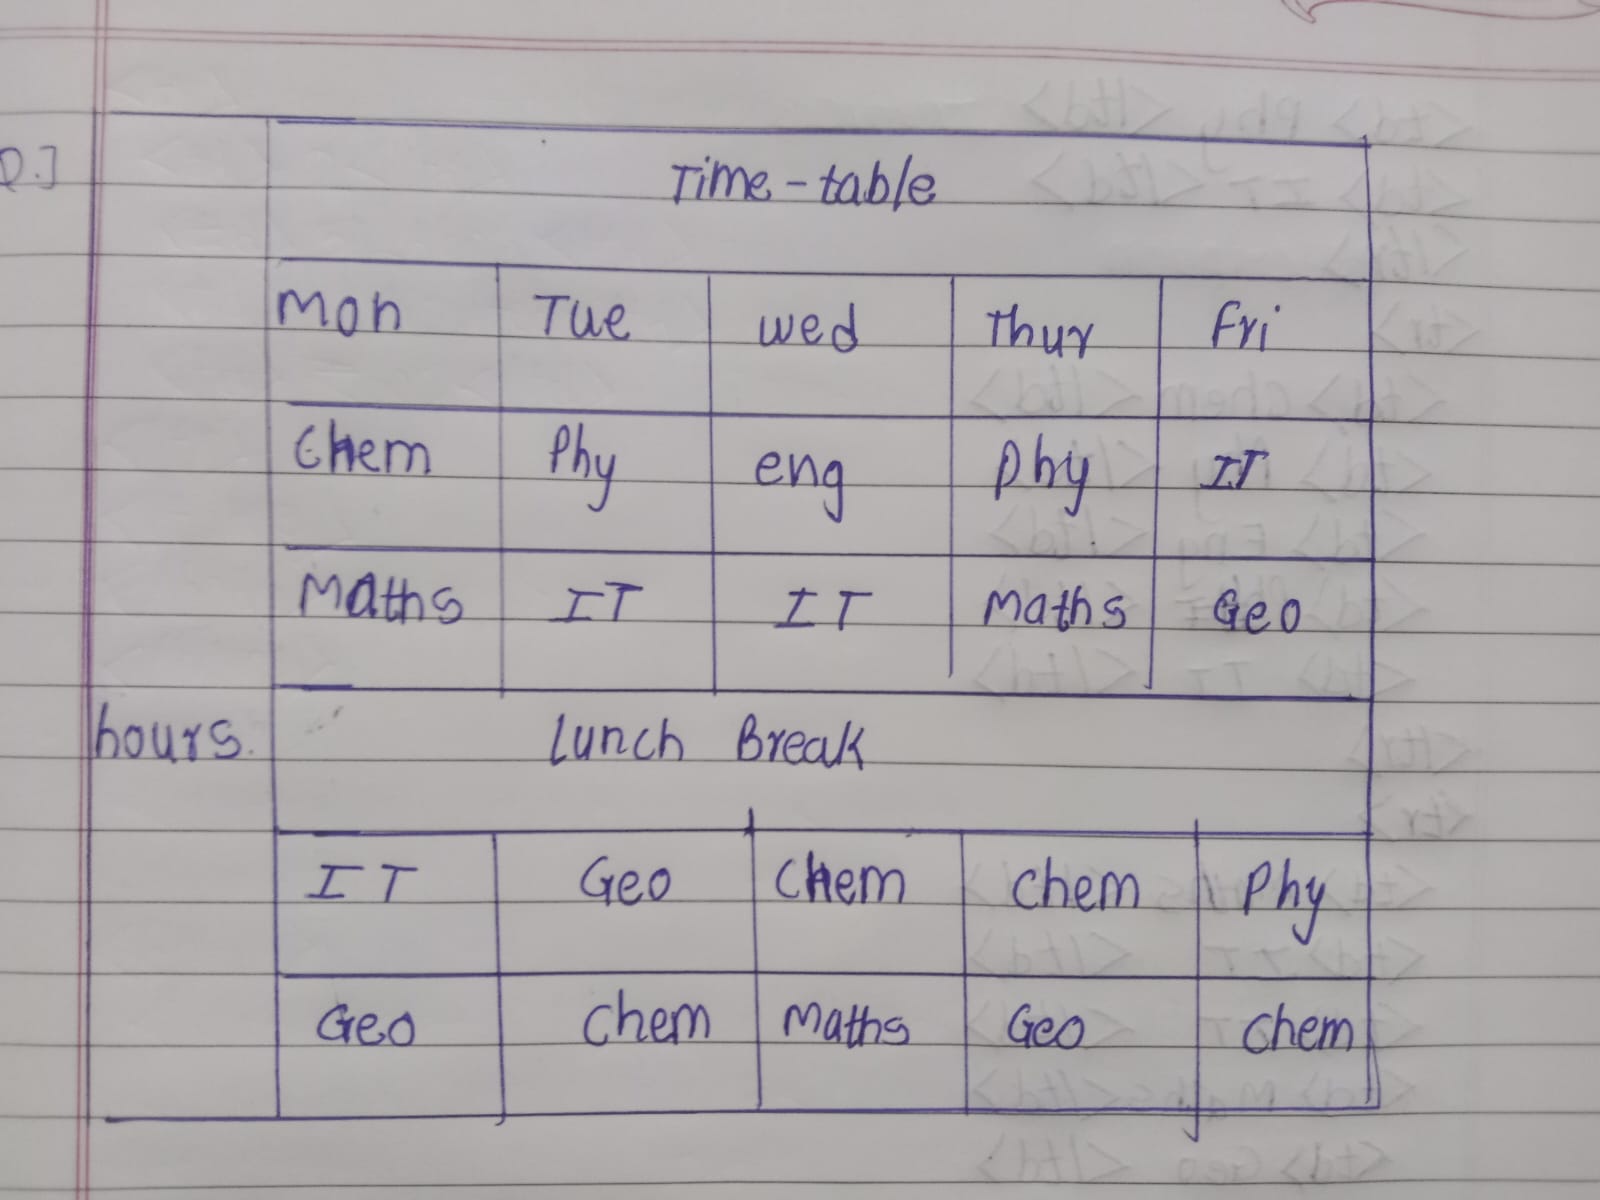 Q.]
Time-table
Mon Tue wed Thur Fri
Chem Phy eng Phy IT
Maths IT IT Maths Geo
hours. Lunch Break
IT Geo Chem Chem Phy
Geo Chem Maths Geo Chem